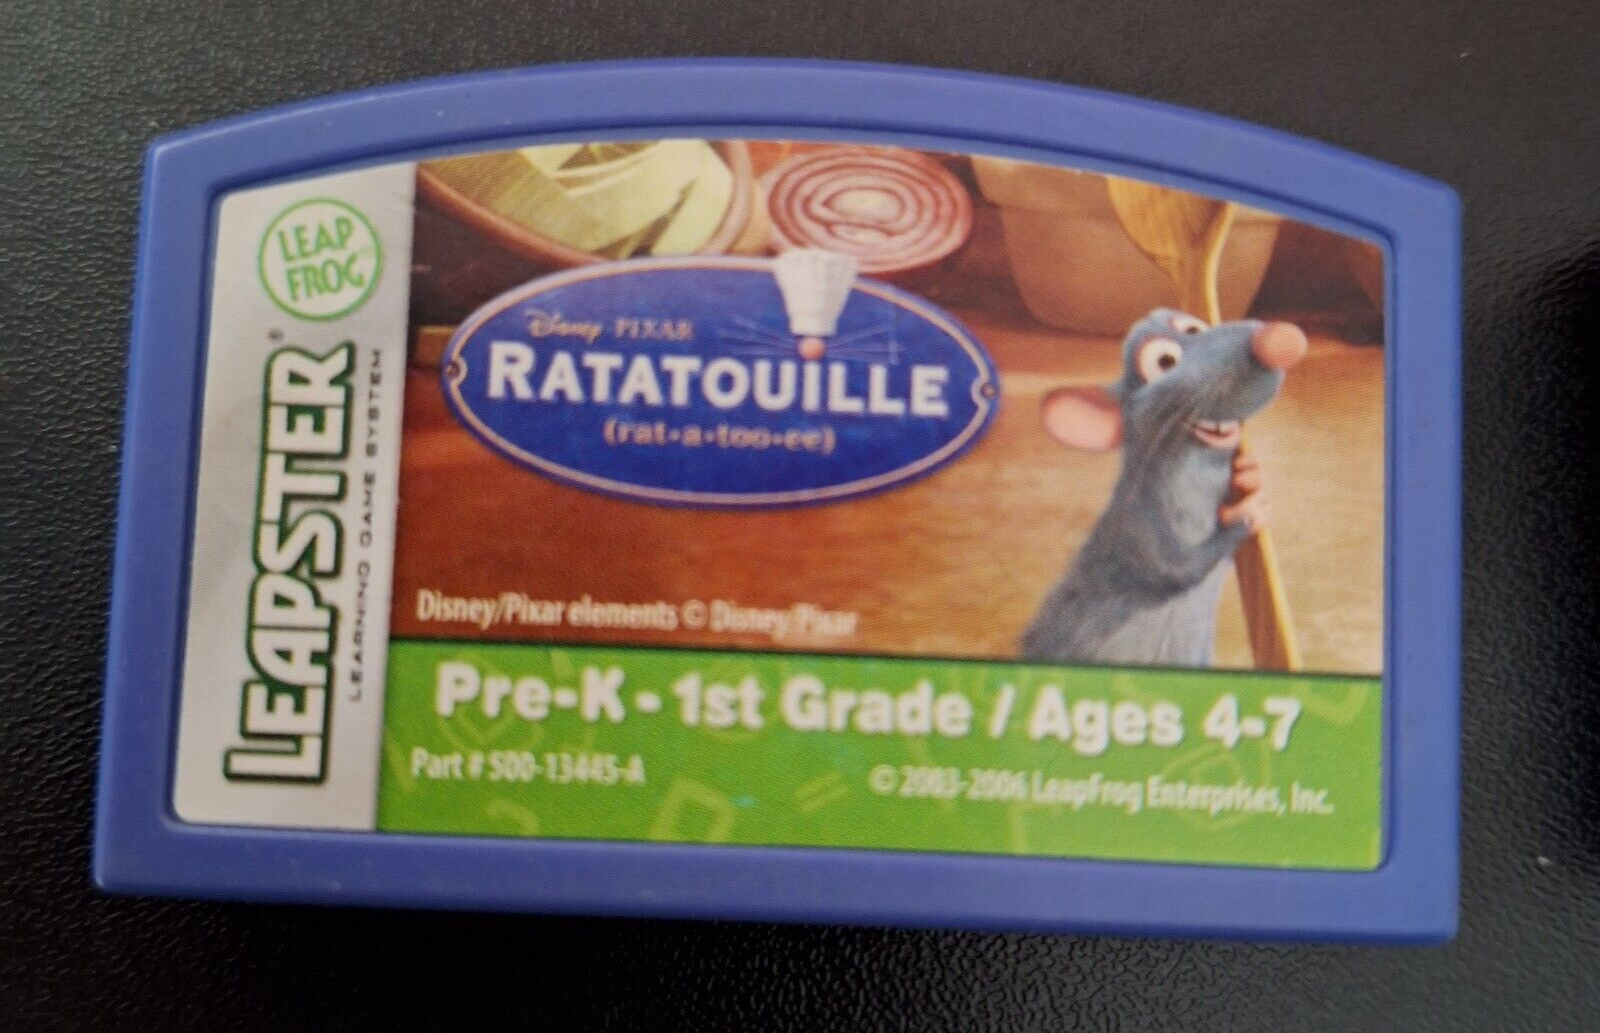 LEAP
FROG®
LEAPSTER®
LEARNING GAME SYSTEM
Disney·PIXAR
RATATOUILLE
(rat•a•too•ee)
Disney/Pixar elements © Disney/Pixar
Pre-K - 1st Grade / Ages 4-7
Part # 500-13445-A
© 2003-2006 LeapFrog Enterprises, Inc.